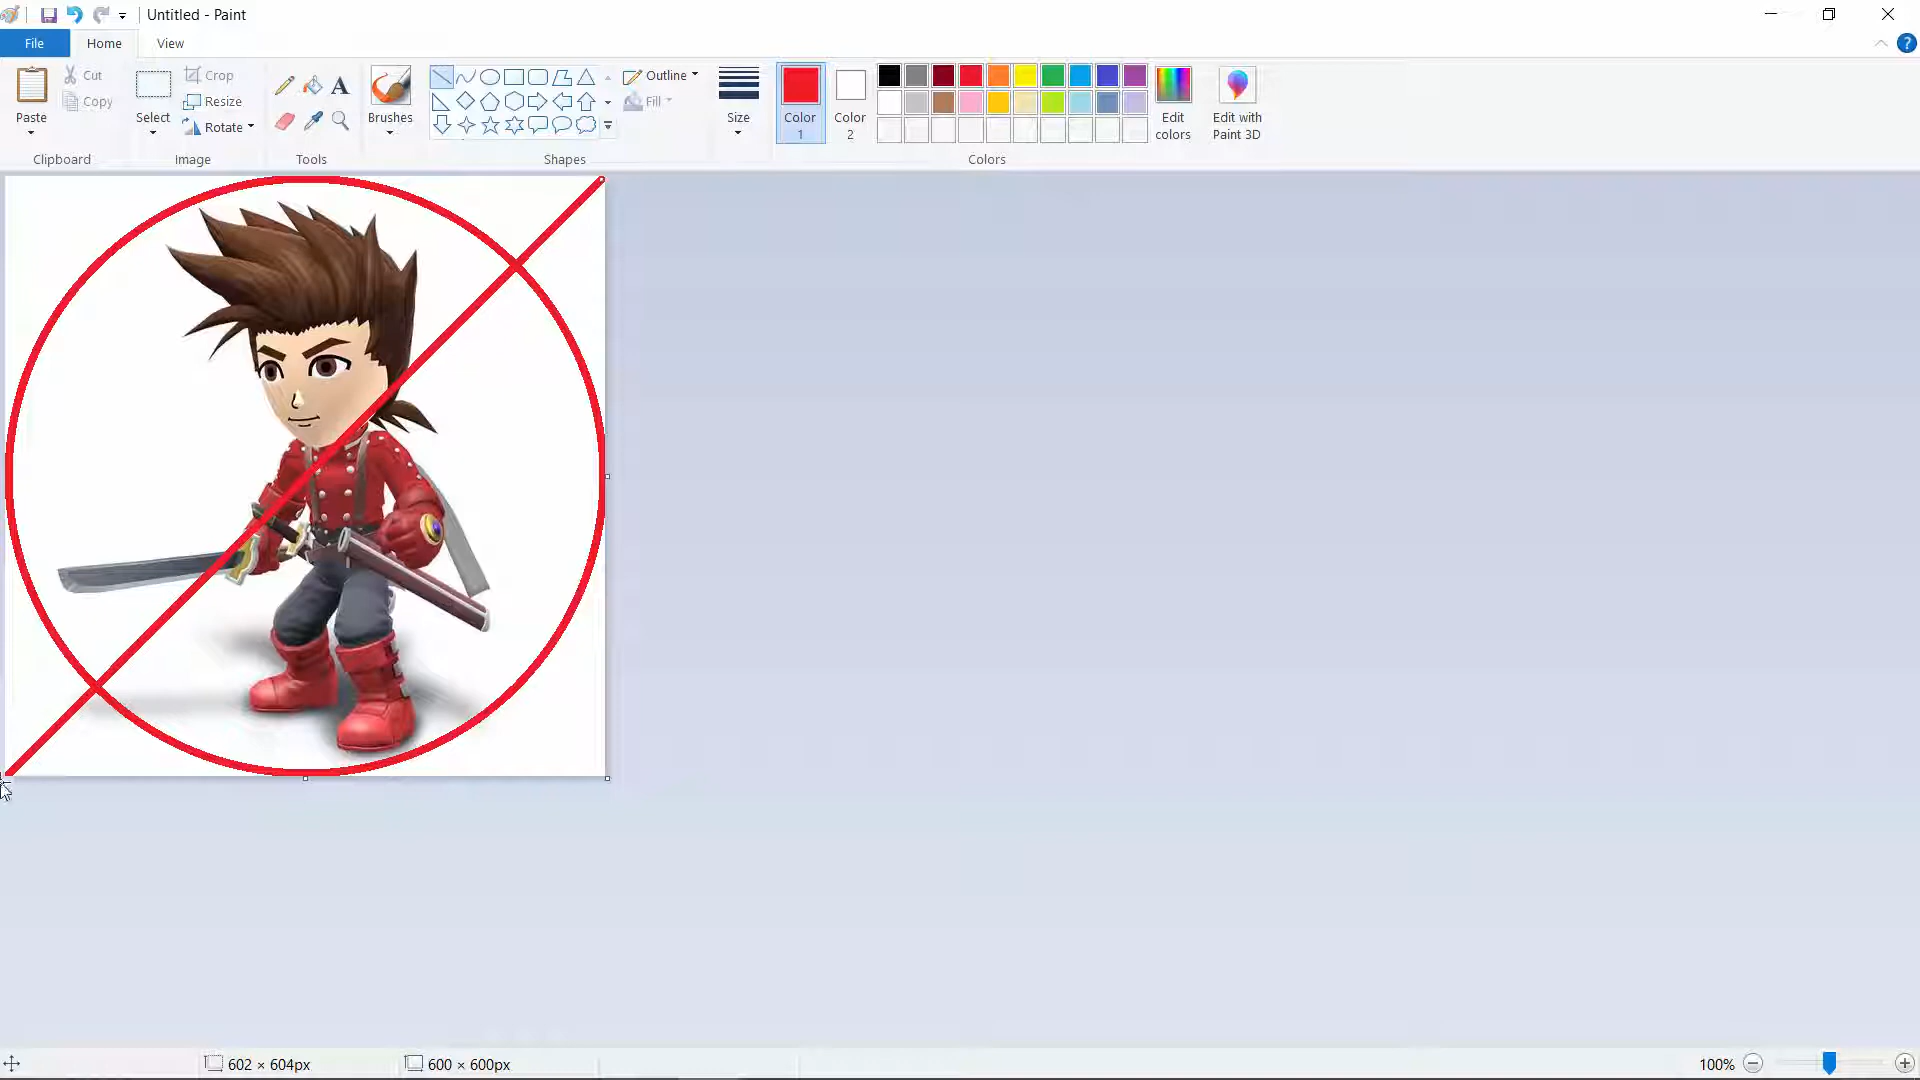 Untitled - Paint
File Home View
Paste
Cut
Copy
Clipboard
Select
Crop
Resize
Rotate
Image
A
Tools
Brushes
Outline
Fill
Shapes
Size
Color 1
Color 2
Edit colors
Edit with Paint 3D
Colors
?
602 × 604px
600 × 600px
100%